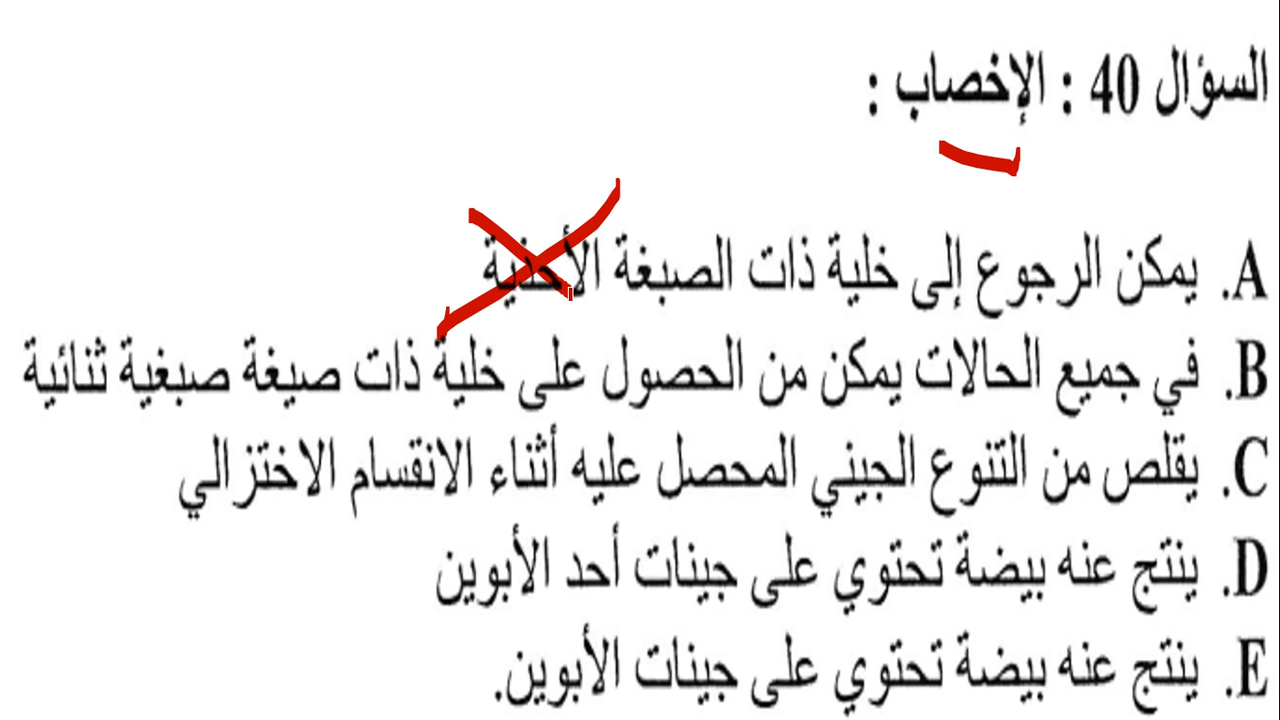 السؤال 40 : الإخصاب :
A. يمكن الرجوع إلى خلية ذات الصبغة الأحذية
B. في جميع الحالات يمكن من الحصول على خلية ذات صيغة صبغية ثنائية
C. يقلص من التنوع الجيني المحصل عليه أثناء الانقسام الاختزالي
D. ينتج عنه بيضة تحتوي على جينات أحد الأبوين
E. ينتج عنه بيضة تحتوي على جينات الأبوين.